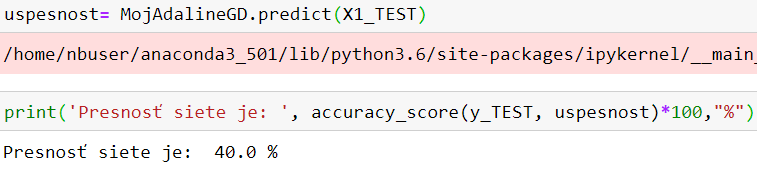 uspesnost= MojAdalineGD.predict(X1_TEST)
/home/nbuser/anaconda3_501/lib/python3.6/site-packages/ipykernel/__main_
print('Presnosť siete je: ', accuracy_score(y_TEST, uspesnost)*100,"%")
Presnosť siete je:  40.0 %